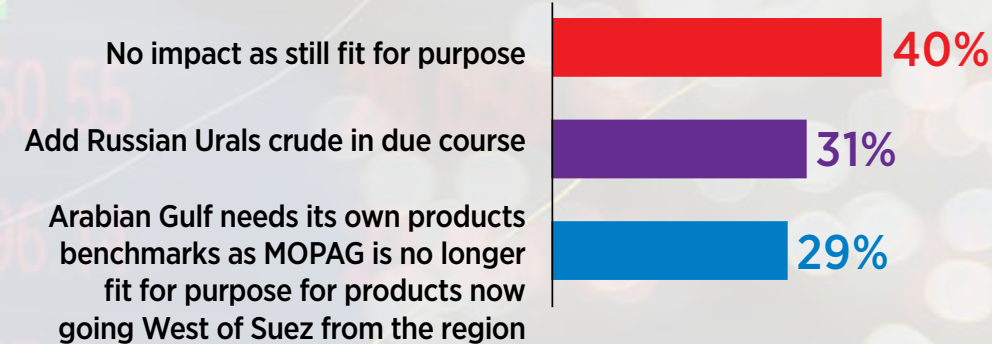 No impact as still fit for purpose
40%
Add Russian Urals crude in due course
31%
Arabian Gulf needs its own products
benchmarks as MOPAG is no longer
fit for purpose for products now
going West of Suez from the region
29%